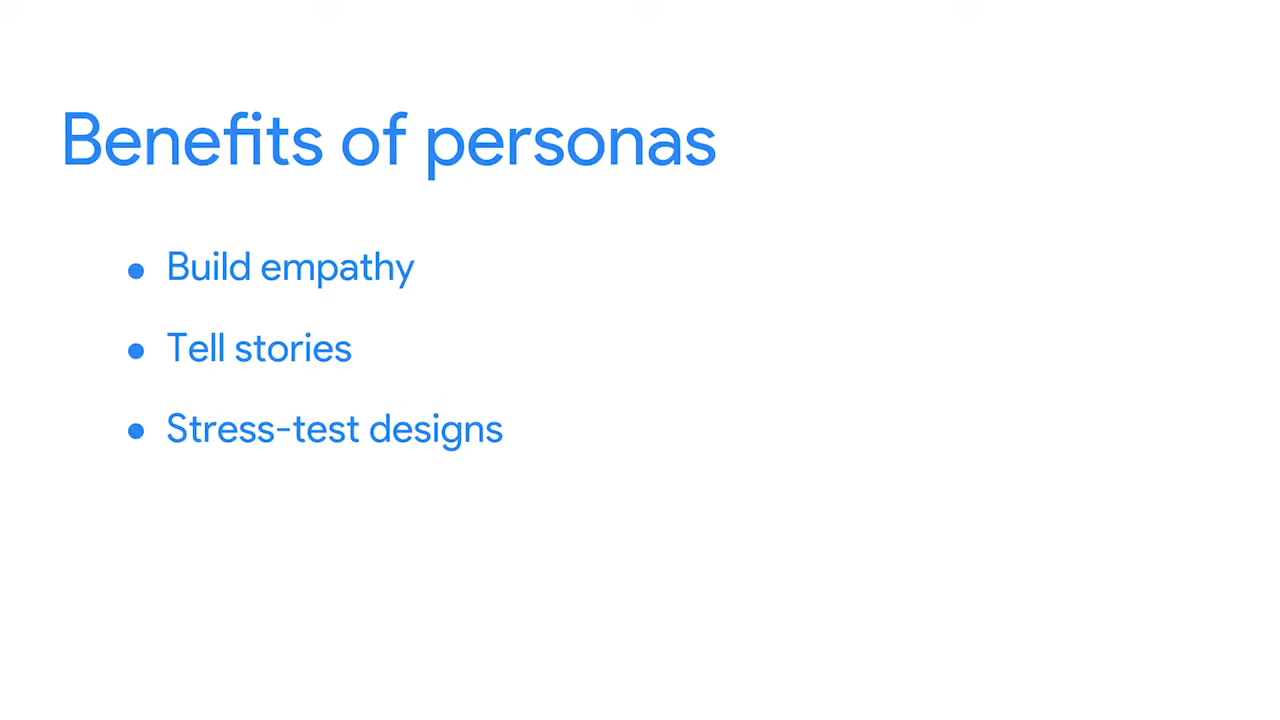 Benefits of personas
• Build empathy
• Tell stories
• Stress-test designs